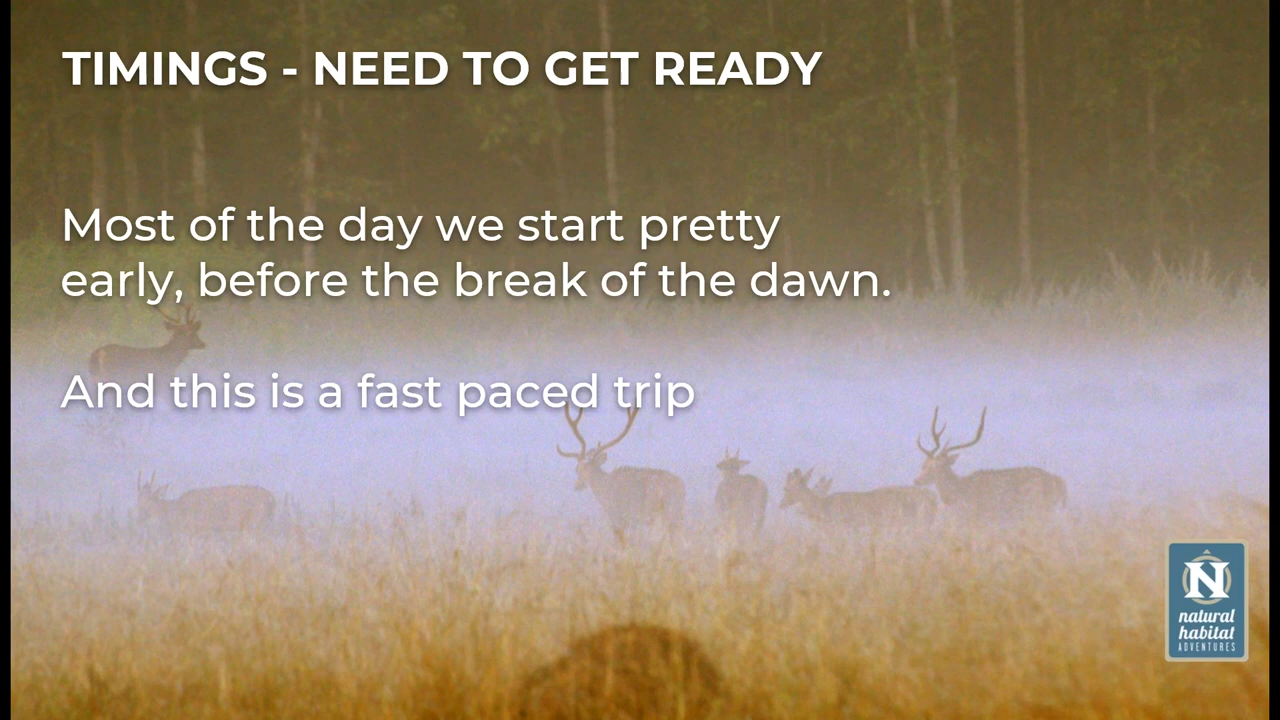 TIMINGS - NEED TO GET READY
Most of the day we start pretty
early, before the break of the dawn.
And this is a fast paced trip
N
natural
habitat
ADVENTURES